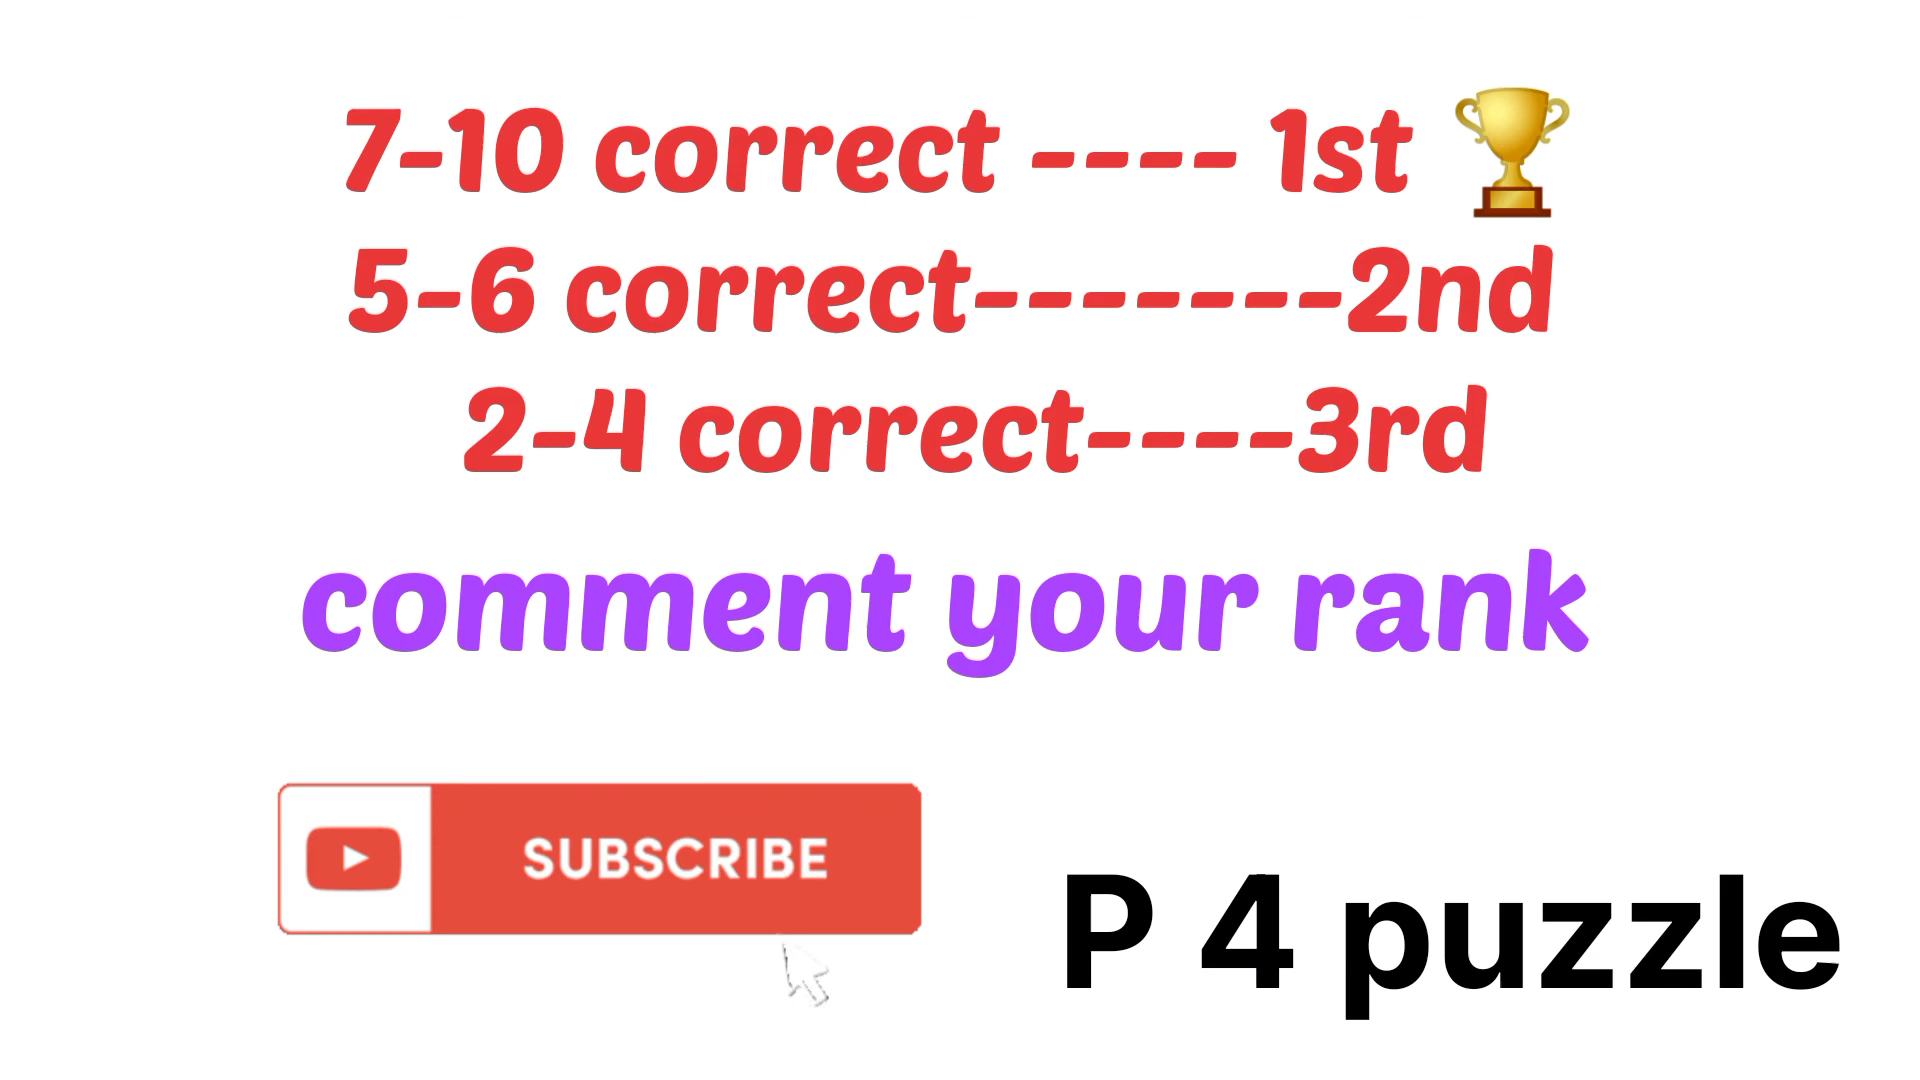 7-10 correct ---- 1st 🏆
5-6 correct-------2nd
2-4 correct----3rd
comment your rank
SUBSCRIBE
P 4 puzzle